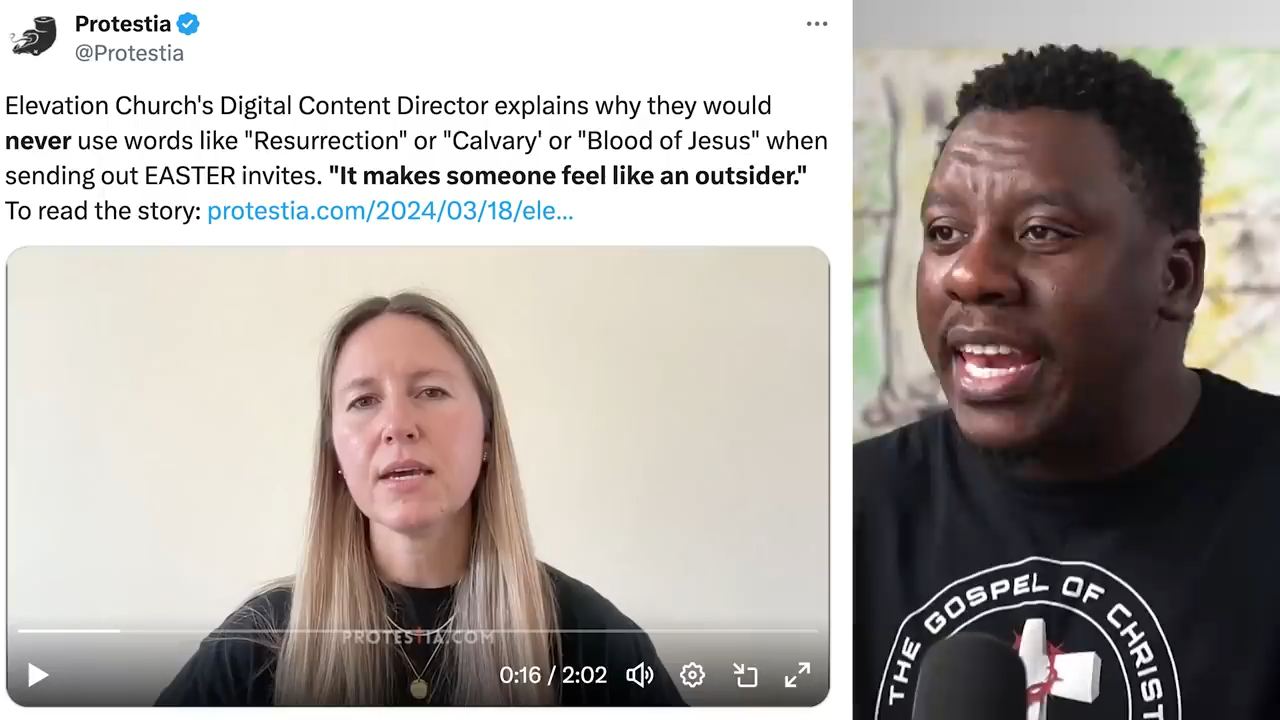 Protestia
@Protestia
Elevation Church's Digital Content Director explains why they would
never use words like "Resurrection" or "Calvary' or "Blood of Jesus" when
sending out EASTER invites. "It makes someone feel like an outsider."
To read the story: protestia.com/2024/03/18/ele...
PROTESTIA.COM
0:16 / 2:02
THE GOSPEL OF CHRIST